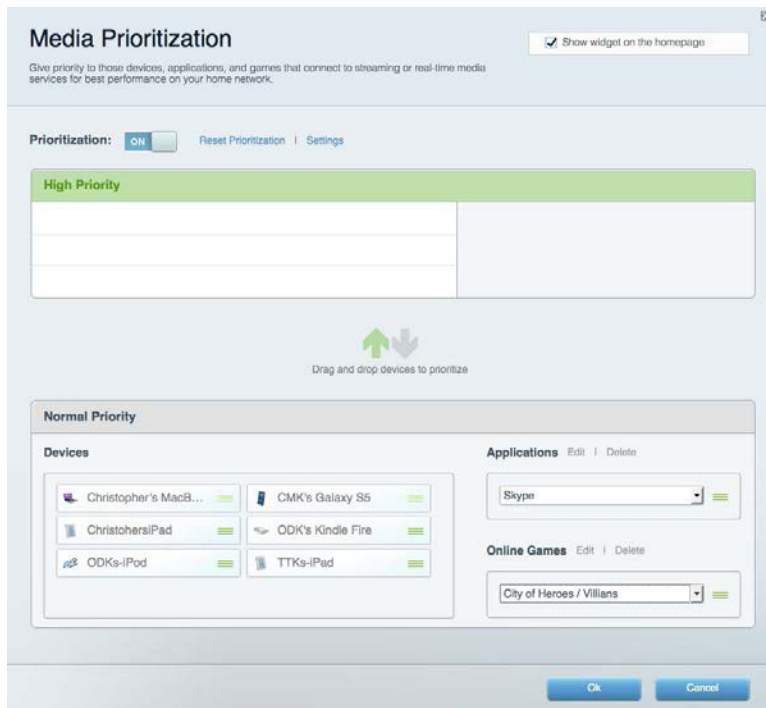 Media Prioritization
Show widget on the homepage
Give priority to those devices, applications, and games that connect to streaming or real-time media
services for best performance on your home network.
Prioritization: ON Reset Prioritization | Settings
High Priority
Drag and drop devices to prioritize
Normal Priority
Devices
Christopher's MacB... CMK's Galaxy S5
ChristohersiPad ODK's Kindle Fire
ODKs-iPod TTKs-iPad
Applications Edit | Delete
Skype
Online Games Edit | Delete
City of Heroes / Villians
Ok Cancel